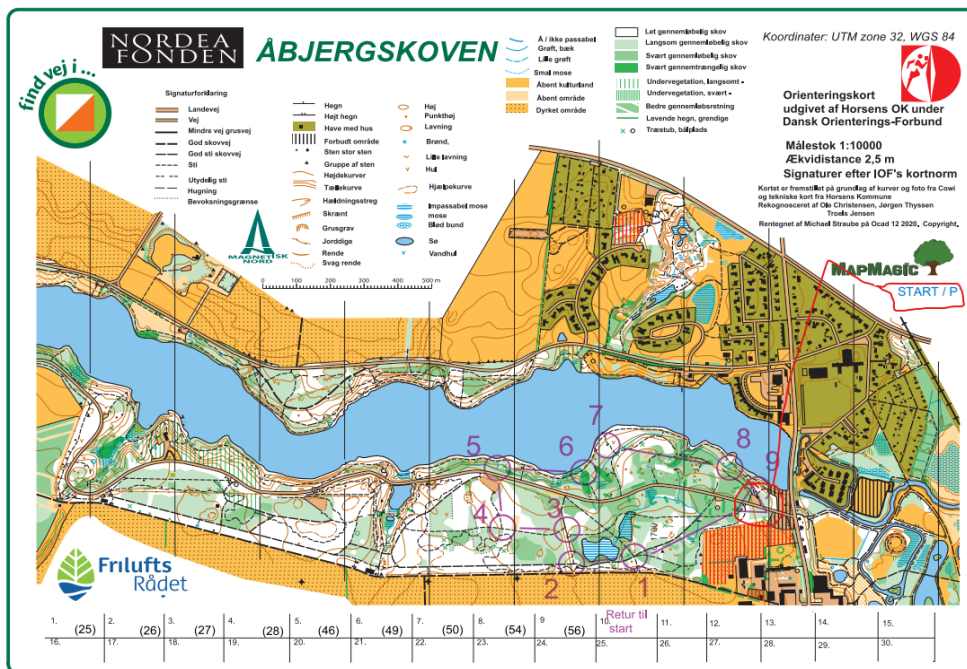 find vej i ...
NORDEA
FONDEN
ÅBJERGSKOVEN
Signaturforklaring
Landevej
Vej
Mindre vej grusvej
God skovvej
God sti skovvej
Sti
Utydelig sti
Hugning
Bevoksningsgrænse
Hegn
Højt hegn
Have med hus
Forbudt område
Sten stor sten
Gruppe af sten
Højdekurver
Tællekurve
Hældningsstreg
Skrænt
Grusgrav
Jorddige
Rende
Svag rende
Høj
Punkthøj
Lavning
Brønd,
Lille lavning
Hul
Hjælpekurve
Impassabel mose
mose
Blød bund
Sø
Vandhul
Å / ikke passabel
Grøft, bæk
Lille grøft
Smal mose
Åbent kulturland
Åbent område
Dyrket område
Let gennemløbelig skov
Langsom gennemløbelig skov
Svært gennemløbelig skov
Svært gennemtrængelig skov
Undervegetation, langsomt -
Undervegetation, svært -
Bedre gennemløbsretning
Levende hegn, grendige
Træstub, bålplads
Koordinater: UTM zone 32, WGS 84
Orienteringskort
udgivet af Horsens OK under
Dansk Orienterings-Forbund
Målestok 1:10000
Ækvidistance 2,5 m
Signaturer efter IOF's kortnorm
Kortet er fremstillet på grundlag af kurver og foto fra Cowi
og tekniske kort fra Horsens Kommune
Rekognosceret af Ole Christensen, Jørgen Thyssen
Troels Jensen
Rentegnet af Michael Straube på Ocad 12 2020, Copyright.
MAGNETISK
NORD
0 100 200 300 400 500 m
MAPMAGIC
START / P
7
5
6
8
9
4
3
2
1
Frilufts
Rådet
Retur til
start
1. (25) 2. (26) 3. (27) 4. (28) 5. (46) 6. (49) 7. (50) 8. (54) 9 (56) 10. 11. 12. 13. 14. 15.
16. 17. 18. 19. 20. 21. 22. 23. 24. 25. 26. 27. 28. 29. 30.